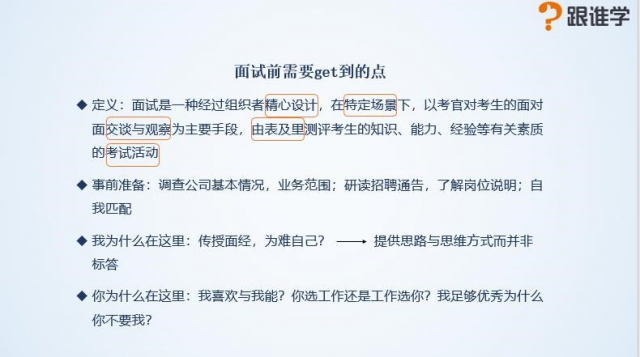 跟谁学
面试前需要get到的点
◆ 定义：面试是一种经过组织者精心设计，在特定场景下，以考官对考生的面对
面交谈与观察为主要手段，由表及里测评考生的知识、能力、经验等有关素质
的考试活动
◆ 事前准备：调查公司基本情况，业务范围；研读招聘通告，了解岗位说明；自
我匹配
◆ 我为什么在这里：传授面经，为难自己？ → 提供思路与思维方式而并非
标答
◆ 你为什么在这里：我喜欢与我能？你选工作还是工作选你？我足够优秀为什么
你不要我？